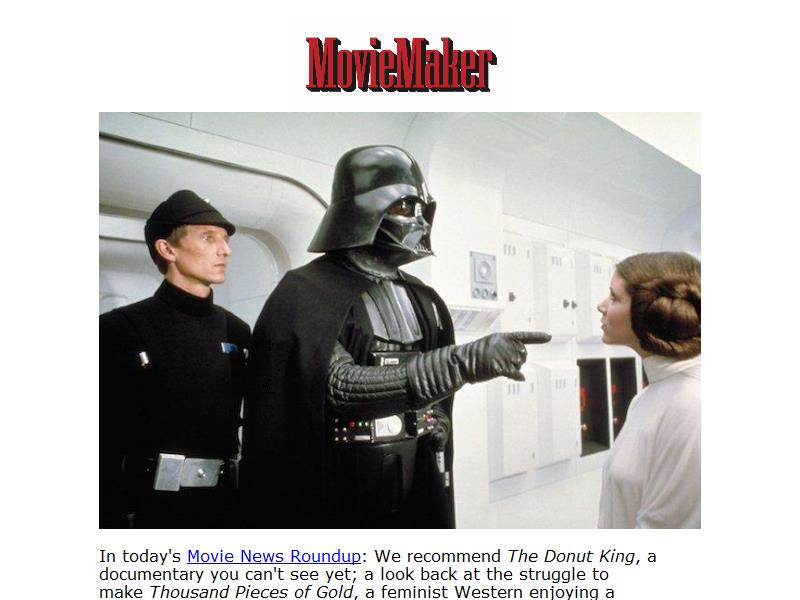 MovieMaker
In today's Movie News Roundup: We recommend The Donut King, a
documentary you can't see yet; a look back at the struggle to
make Thousand Pieces of Gold, a feminist Western enjoying a